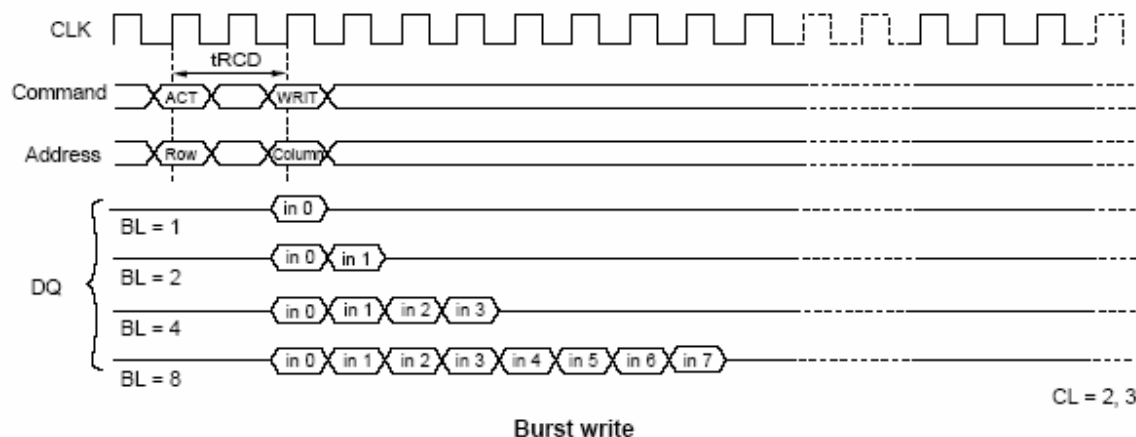 CLK
tRCD
Command ACT WRIT
Address Row Column
in 0
BL = 1
in 0 in 1
BL = 2
DQ
in 0 in 1 in 2 in 3
BL = 4
in 0 in 1 in 2 in 3 in 4 in 5 in 6 in 7
BL = 8
CL = 2, 3
Burst write